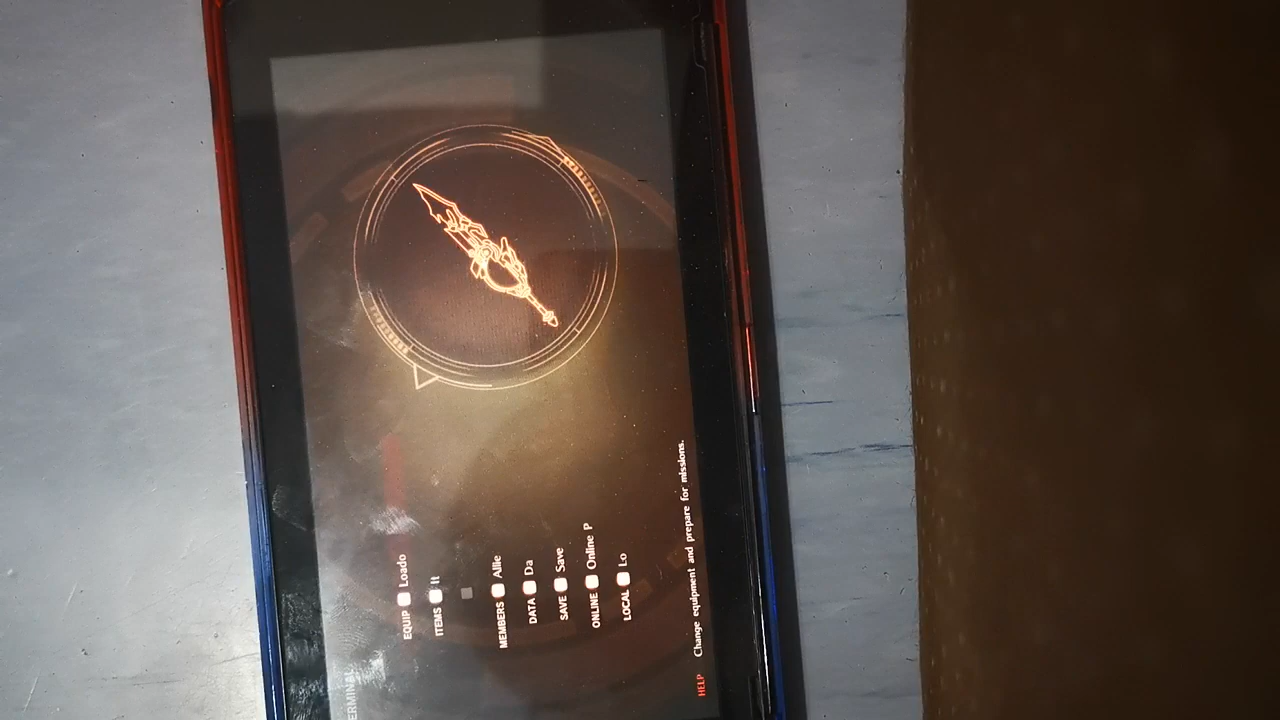 ERMINAL
EQUIP Loado
ITEMS It
MEMBERS Allie
DATA Da
SAVE Save
ONLINE Online P
LOCAL Lo
HELP Change equipment and prepare for missions.